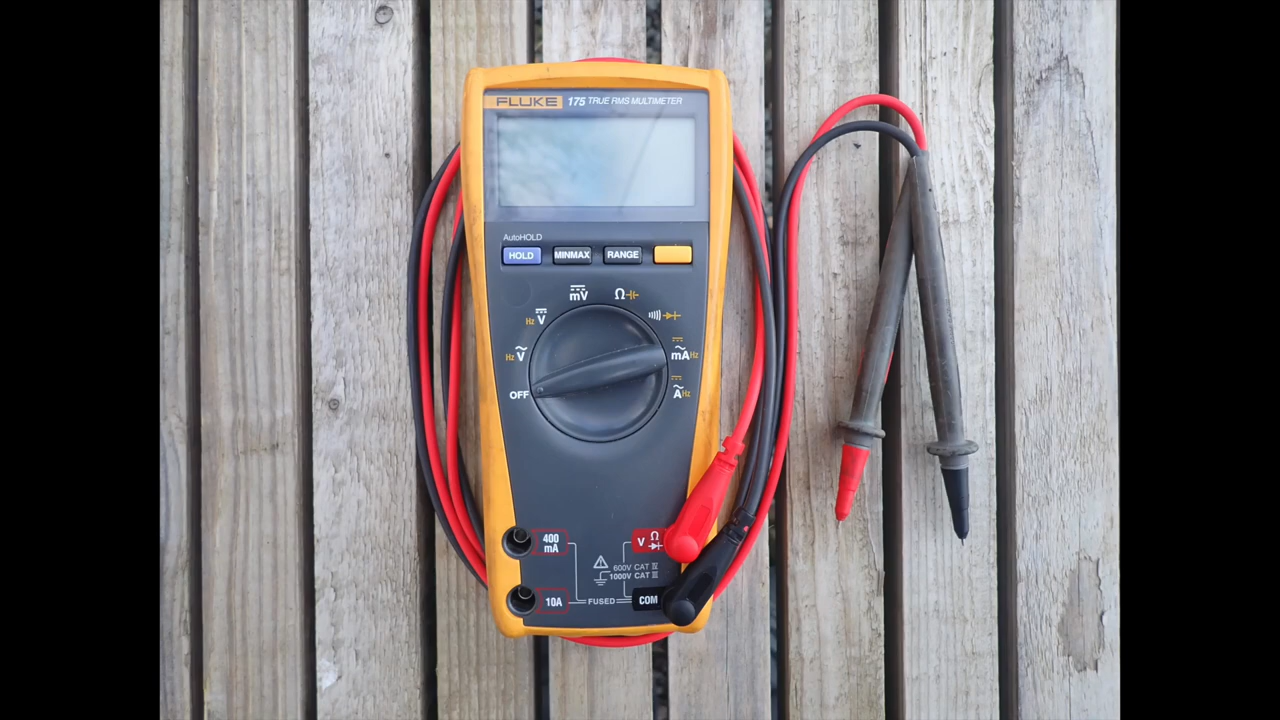 FLUKE 175 TRUE RMS MULTIMETER
AutoHOLD
HOLD MINMAX RANGE
mV Ω
Hz V
Hz V mA Hz
OFF A Hz
400 mA V Ω
600V CAT IV
1000V CAT III
10A FUSED COM